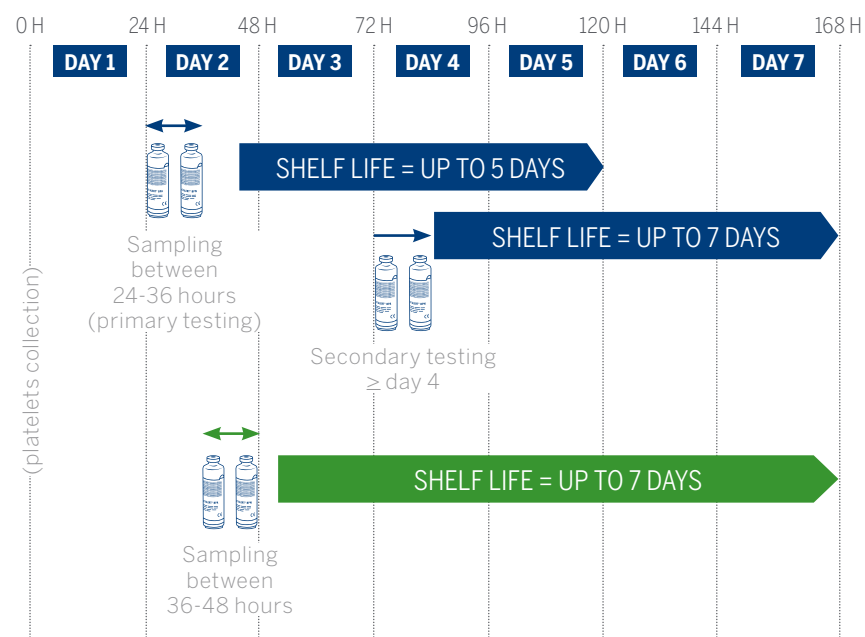 0 H 24 H 48 H 72 H 96 H 120 H 144 H 168 H
DAY 1 DAY 2 DAY 3 DAY 4 DAY 5 DAY 6 DAY 7
SHELF LIFE = UP TO 5 DAYS
SHELF LIFE = UP TO 7 DAYS
Sampling
between
24-36 hours
(primary testing)
Secondary testing
≥ day 4
(platelets collection)
SHELF LIFE = UP TO 7 DAYS
Sampling
between
36-48 hours